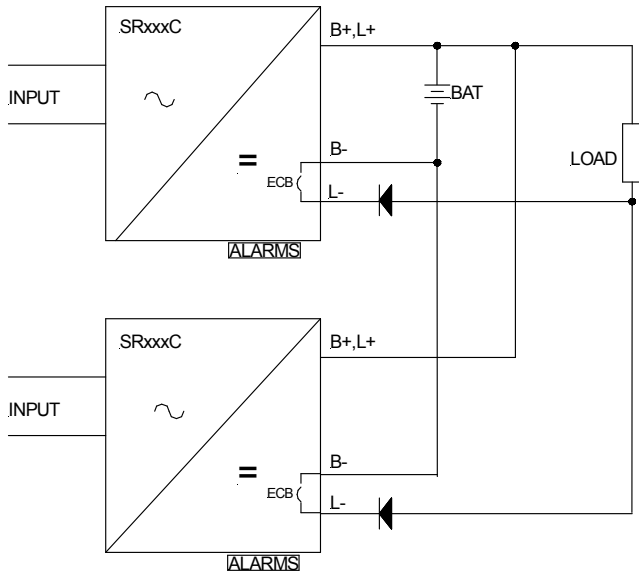 SRxxxC
B+,L+
INPUT
BAT
B-
LOAD
ECB
L-
ALARMS
SRxxxC
B+,L+
INPUT
B-
ECB
L-
ALARMS